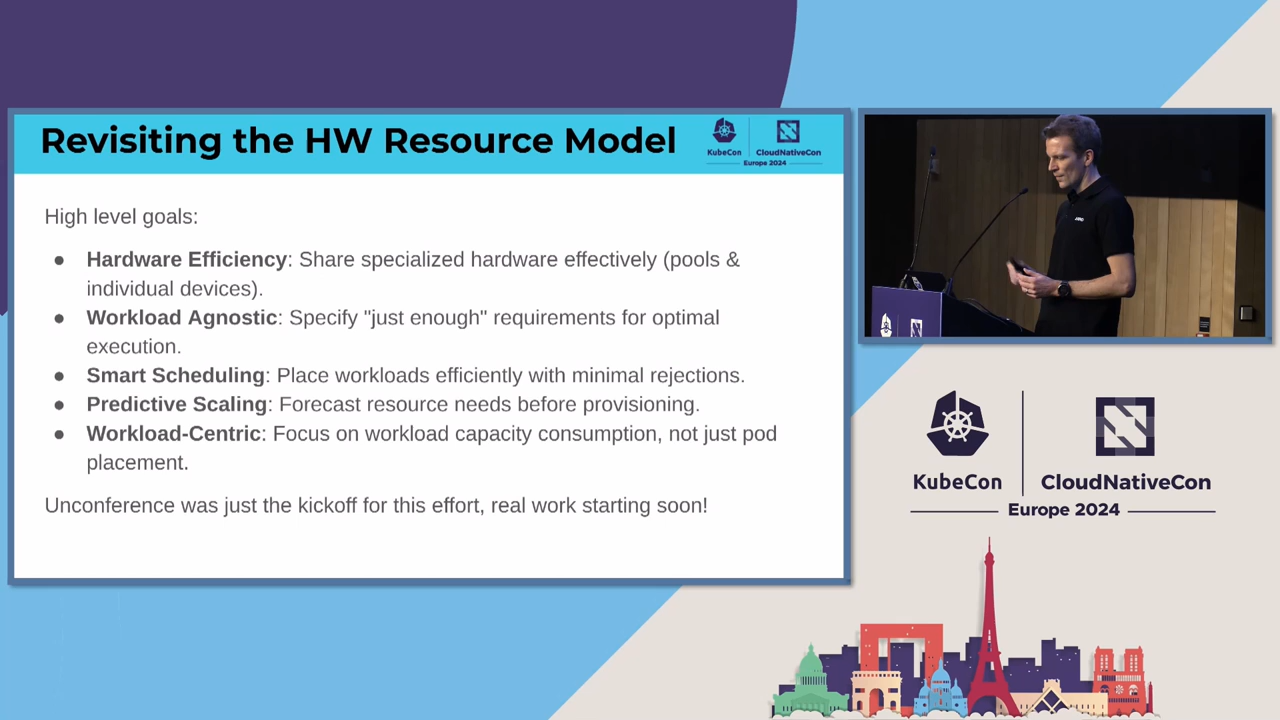 Revisiting the HW Resource Model
KubeCon
CloudNativeCon
Europe 2024
High level goals:
● Hardware Efficiency: Share specialized hardware effectively (pools &
individual devices).
● Workload Agnostic: Specify "just enough" requirements for optimal
execution.
● Smart Scheduling: Place workloads efficiently with minimal rejections.
● Predictive Scaling: Forecast resource needs before provisioning.
● Workload-Centric: Focus on workload capacity consumption, not just pod
placement.
Unconference was just the kickoff for this effort, real work starting soon!
KubeCon
CloudNativeCon
Europe 2024